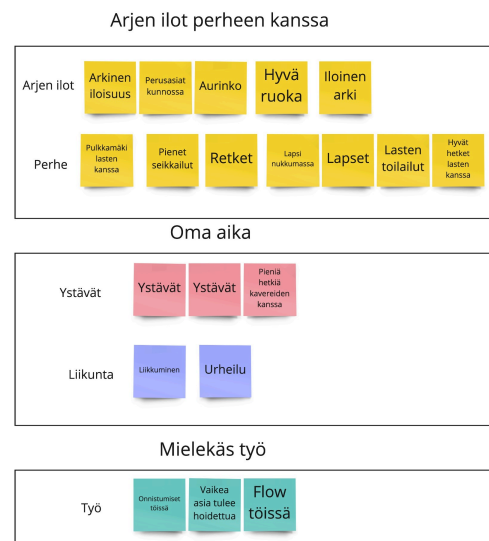 Arjen ilot perheen kanssa
Arjen ilot
Arkinen
iloisuus
Perusasiat
kunnossa
Aurinko
Hyvä
ruoka
Iloinen
arki
Perhe
Pulkkamäki
lasten
kanssa
Pienet
seikkailut
Retket
Lapsi
nukkumassa
Lapset
Lasten
toilailut
Hyvät
hetket
lasten
kanssa
Oma aika
Ystävät
Ystävät
Ystävät
Pieniä
hetkiä
kavereiden
kanssa
Liikunta
Liikkuminen
Urheilu
Mielekäs työ
Työ
Onnistumiset
töissä
Vaikea
asia tulee
hoidettua
Flow
töissä